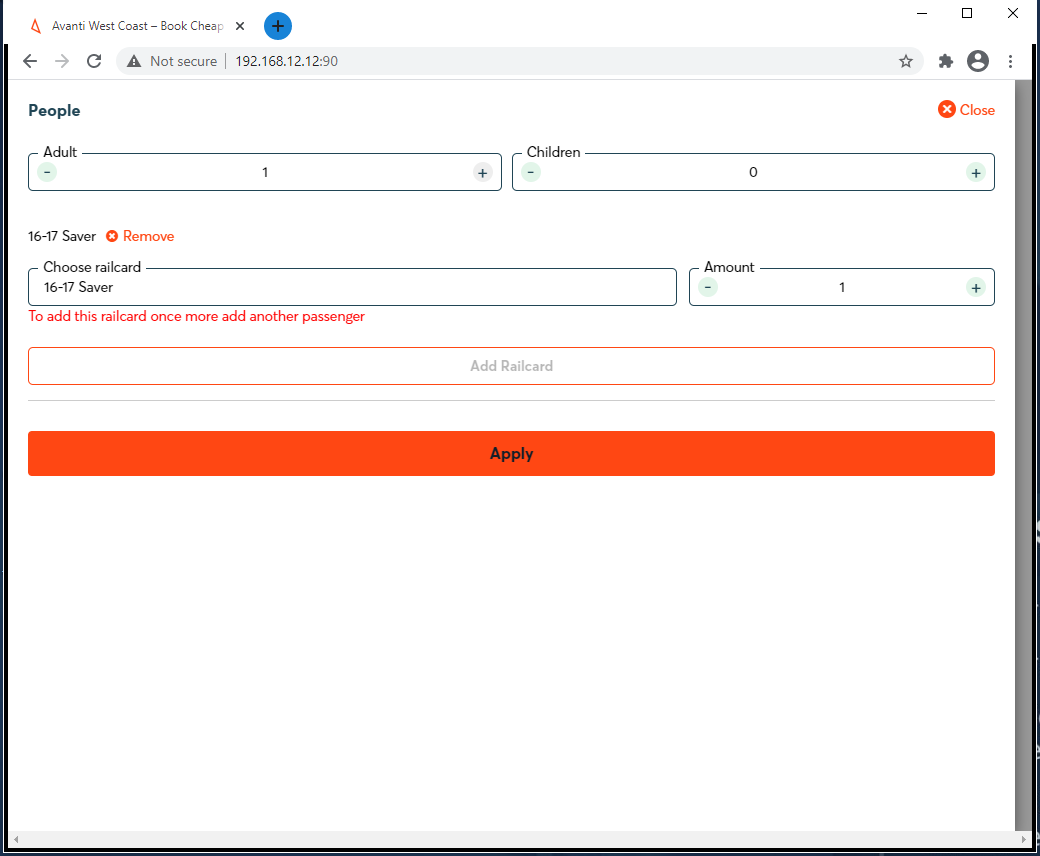 Avanti West Coast – Book Cheap
Not secure
192.168.12.12:90
People
Close
Adult
Children
- 1 +
- 0 +
16-17 Saver
Remove
Choose railcard
Amount
16-17 Saver
- 1 +
To add this railcard once more add another passenger
Add Railcard
Apply